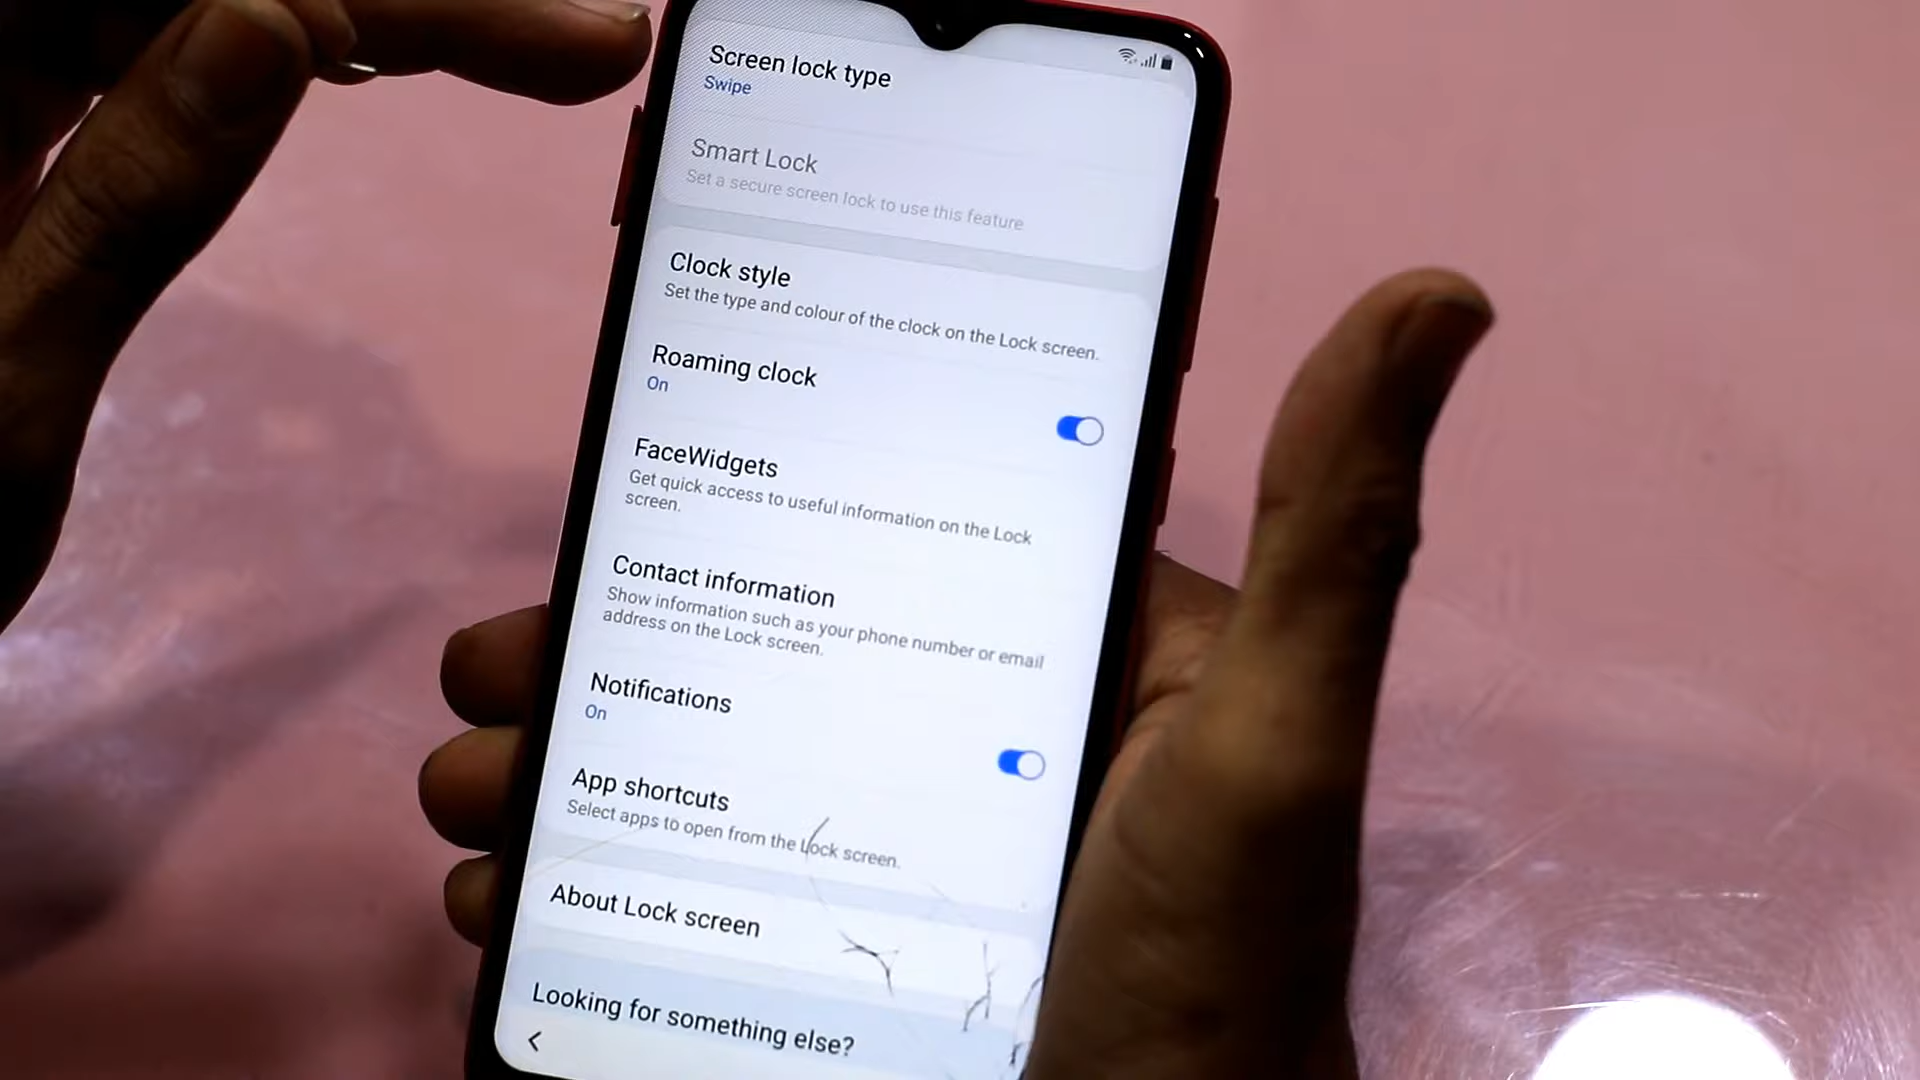 Screen lock type
Swipe
Smart Lock
Set a secure screen lock to use this feature
Clock style
Set the type and colour of the clock on the Lock screen.
Roaming clock
On
FaceWidgets
Get quick access to useful information on the Lock
screen.
Contact information
Show information such as your phone number or email
address on the Lock screen.
Notifications
On
App shortcuts
Select apps to open from the Lock screen.
About Lock screen
Looking for something else?